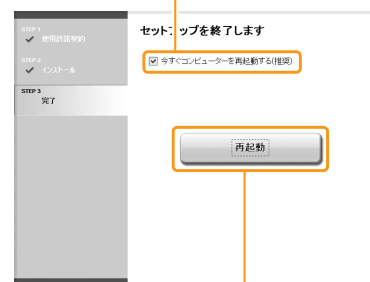 STEP 1
使用許諾契約
STEP 2
インストール
STEP 3
完了
セットアップを終了します
今すぐコンピューターを再起動する(推奨)
再起動